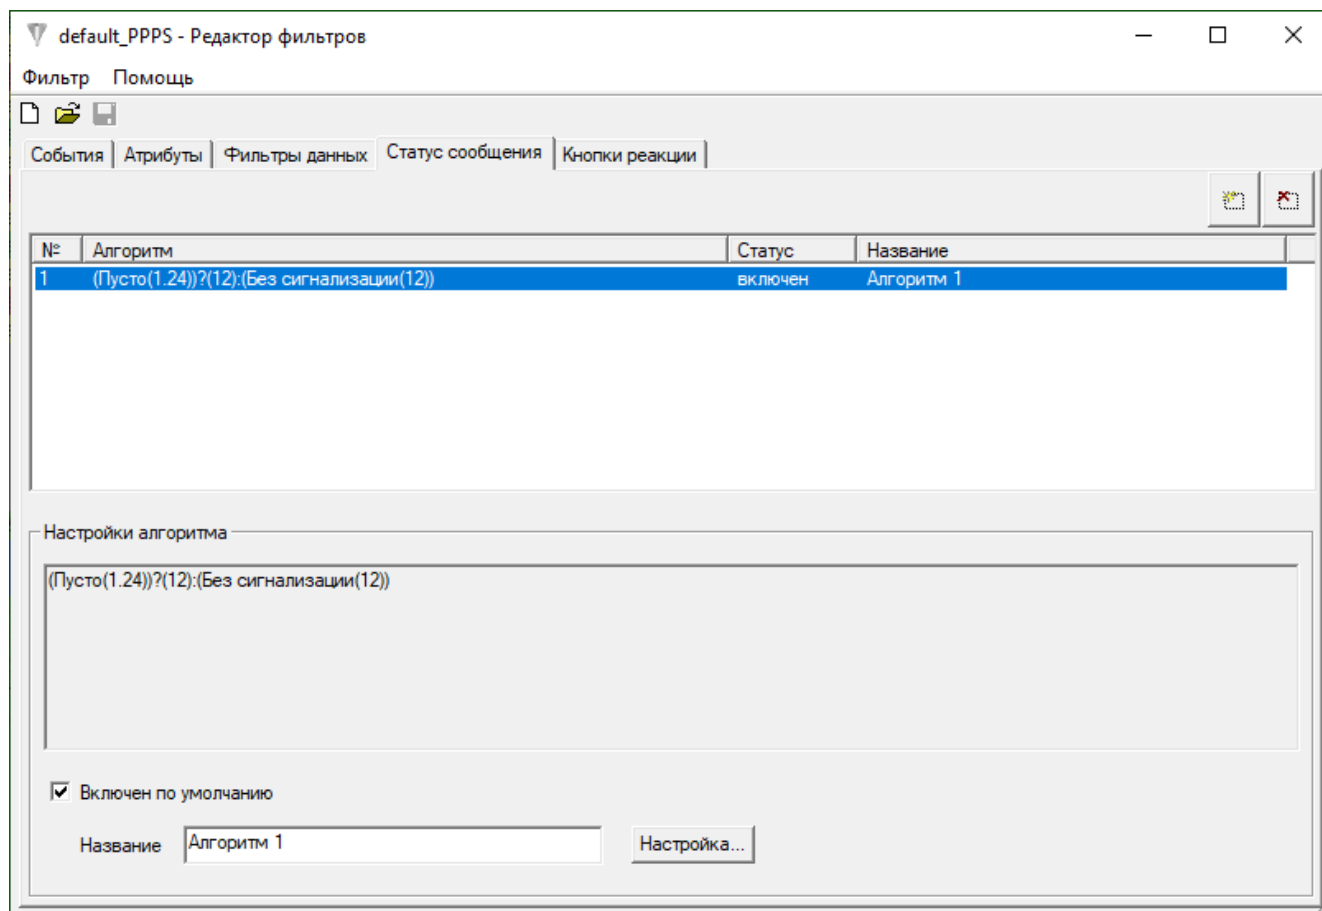 default_PPPS - Редактор фильтров
Фильтр Помощь
События Атрибуты Фильтры данных Статус сообщения Кнопки реакции
№ Алгоритм Статус Название
1 (Пусто(1.24))?(12):(Без сигнализации(12)) включен Алгоритм 1
Настройки алгоритма
(Пусто(1.24))?(12):(Без сигнализации(12))
Включен по умолчанию
Название Алгоритм 1 Настройка...